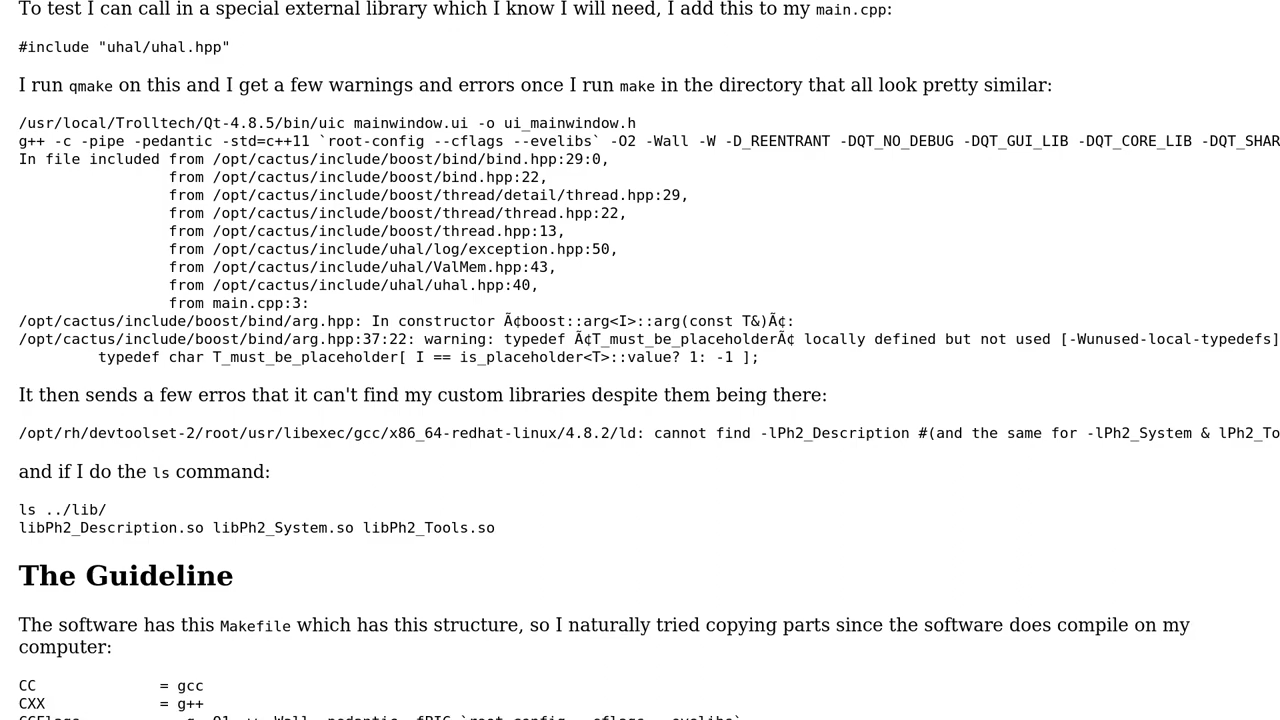 To test I can call in a special external library which I know I will need, I add this to my main.cpp:
#include "uhal/uhal.hpp"
I run qmake on this and I get a few warnings and errors once I run make in the directory that all look pretty similar:
/usr/local/Trolltech/Qt-4.8.5/bin/uic mainwindow.ui -o ui_mainwindow.h
g++ -c -pipe -pedantic -std=c++11 `root-config --cflags --evelibs` -O2 -Wall -W -D_REENTRANT -DQT_NO_DEBUG -DQT_GUI_LIB -DQT_CORE_LIB -DQT_SHAR
In file included from /opt/cactus/include/boost/bind/bind.hpp:29:0,
from /opt/cactus/include/boost/bind.hpp:22,
from /opt/cactus/include/boost/thread/detail/thread.hpp:29,
from /opt/cactus/include/boost/thread/thread.hpp:22,
from /opt/cactus/include/boost/thread.hpp:13,
from /opt/cactus/include/uhal/log/exception.hpp:50,
from /opt/cactus/include/uhal/ValMem.hpp:43,
from /opt/cactus/include/uhal/uhal.hpp:40,
from main.cpp:3:
/opt/cactus/include/boost/bind/arg.hpp: In constructor Ã¢boost::arg<I>::arg(const T&)Ã¢:
/opt/cactus/include/boost/bind/arg.hpp:37:22: warning: typedef Ã¢T_must_be_placeholderÃ¢ locally defined but not used [-Wunused-local-typedefs]
typedef char T_must_be_placeholder[ I == is_placeholder<T>::value? 1: -1 ];
It then sends a few erros that it can't find my custom libraries despite them being there:
/opt/rh/devtoolset-2/root/usr/libexec/gcc/x86_64-redhat-linux/4.8.2/ld: cannot find -lPh2_Description #(and the same for -lPh2_System & lPh2_To
and if I do the ls command:
ls ../lib/
libPh2_Description.so libPh2_System.so libPh2_Tools.so
The Guideline
The software has this Makefile which has this structure, so I naturally tried copying parts since the software does compile on my
computer:
CC = gcc
CXX = g++